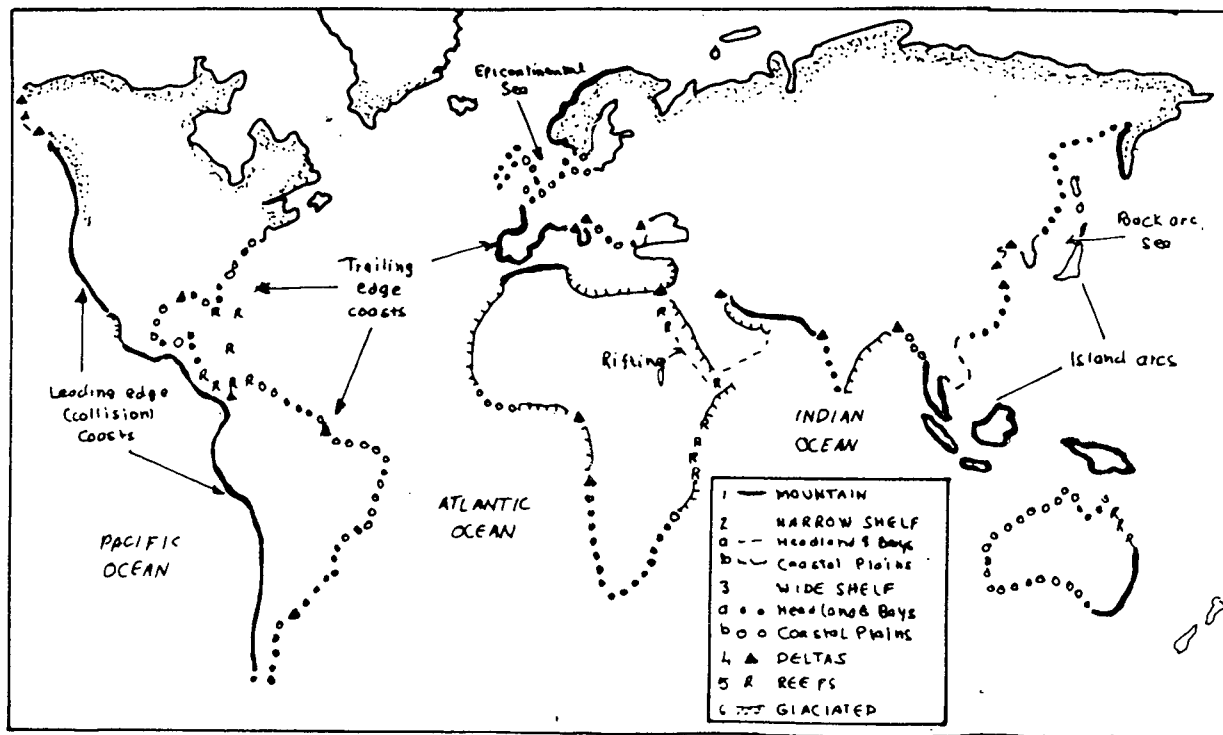 Epicontinental
Sea
Back arc
sea
Trailing
edge
coasts
Rifting
Island arcs
Leading edge
(collision)
Coasts
INDIAN
OCEAN
ATLANTIC
OCEAN
PACIFIC
OCEAN
1 MOUNTAIN
2 NARROW SHELF
a Headland & Bays
b Coastal Plains
3 WIDE SHELF
a Headland & Bays
b Coastal Plains
4 DELTAS
5 R REEFS
6 GLACIATED
R R
R
R R R R
R
R
R
R
R
R
R
R
R
R
R